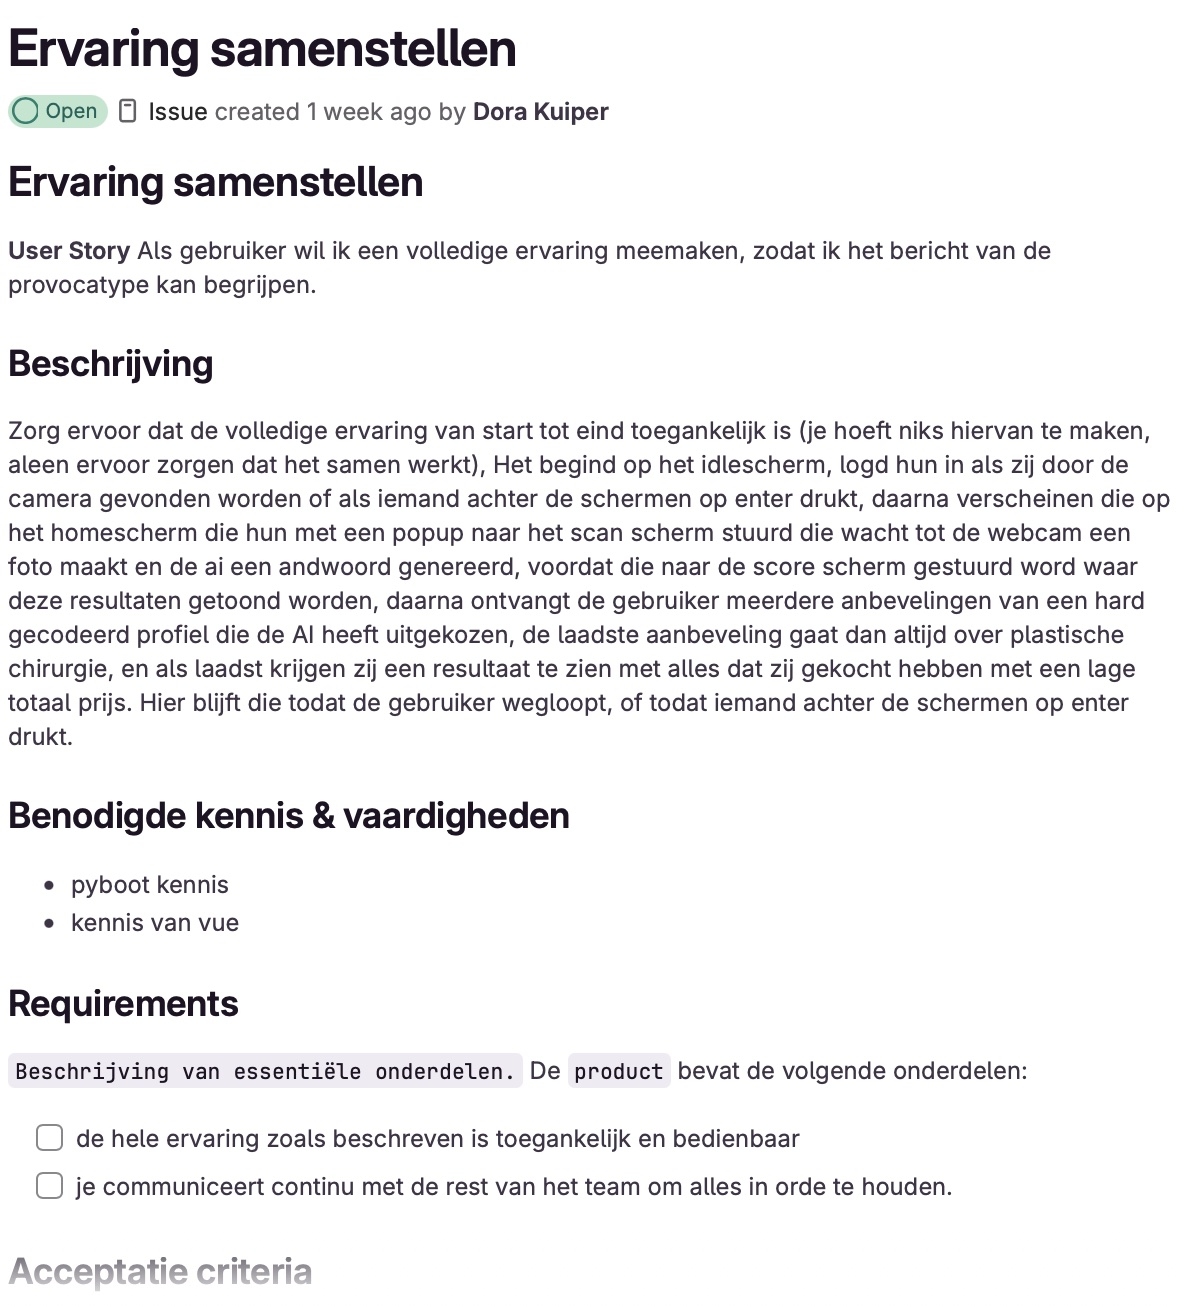 Ervaring samenstellen
Open Issue created 1 week ago by Dora Kuiper
Ervaring samenstellen
User Story Als gebruiker wil ik een volledige ervaring meemaken, zodat ik het bericht van de
provocatype kan begrijpen.
Beschrijving
Zorg ervoor dat de volledige ervaring van start tot eind toegankelijk is (je hoeft niks hiervan te maken,
aleen ervoor zorgen dat het samen werkt), Het begind op het idlescherm, logd hun in als zij door de
camera gevonden worden of als iemand achter de schermen op enter drukt, daarna verscheinen die op
het homescherm die hun met een popup naar het scan scherm stuurd die wacht tot de webcam een
foto maakt en de ai een andwoord genereerd, voordat die naar de score scherm gestuurd word waar
deze resultaten getoond worden, daarna ontvangt de gebruiker meerdere anbevelingen van een hard
gecodeerd profiel die de AI heeft uitgekozen, de laadste aanbeveling gaat dan altijd over plastische
chirurgie, en als laadst krijgen zij een resultaat te zien met alles dat zij gekocht hebben met een lage
totaal prijs. Hier blijft die todat de gebruiker wegloopt, of todat iemand achter de schermen op enter
drukt.
Benodigde kennis & vaardigheden
pyboot kennis
kennis van vue
Requirements
Beschrijving van essentiële onderdelen. De product bevat de volgende onderdelen:
de hele ervaring zoals beschreven is toegankelijk en bedienbaar
je communiceert continu met de rest van het team om alles in orde te houden.
Acceptatie criteria